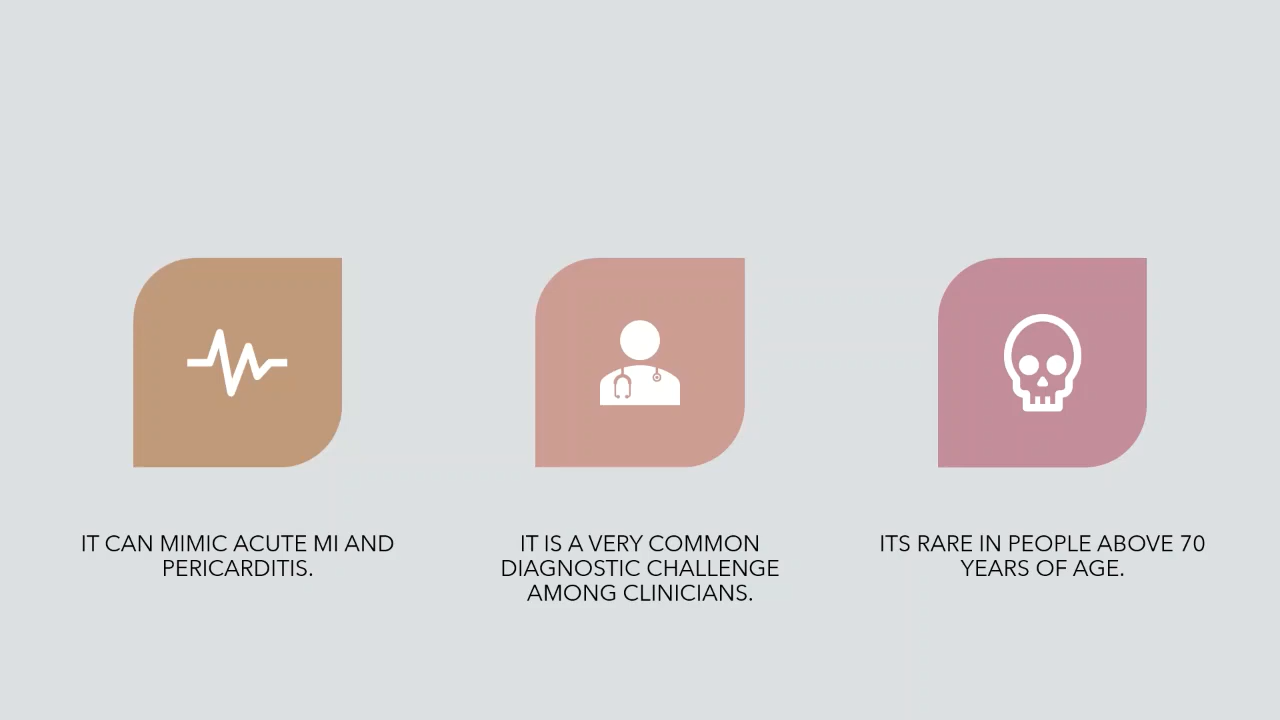 IT CAN MIMIC ACUTE MI AND
PERICARDITIS.
IT IS A VERY COMMON
DIAGNOSTIC CHALLENGE
AMONG CLINICIANS.
ITS RARE IN PEOPLE ABOVE 70
YEARS OF AGE.